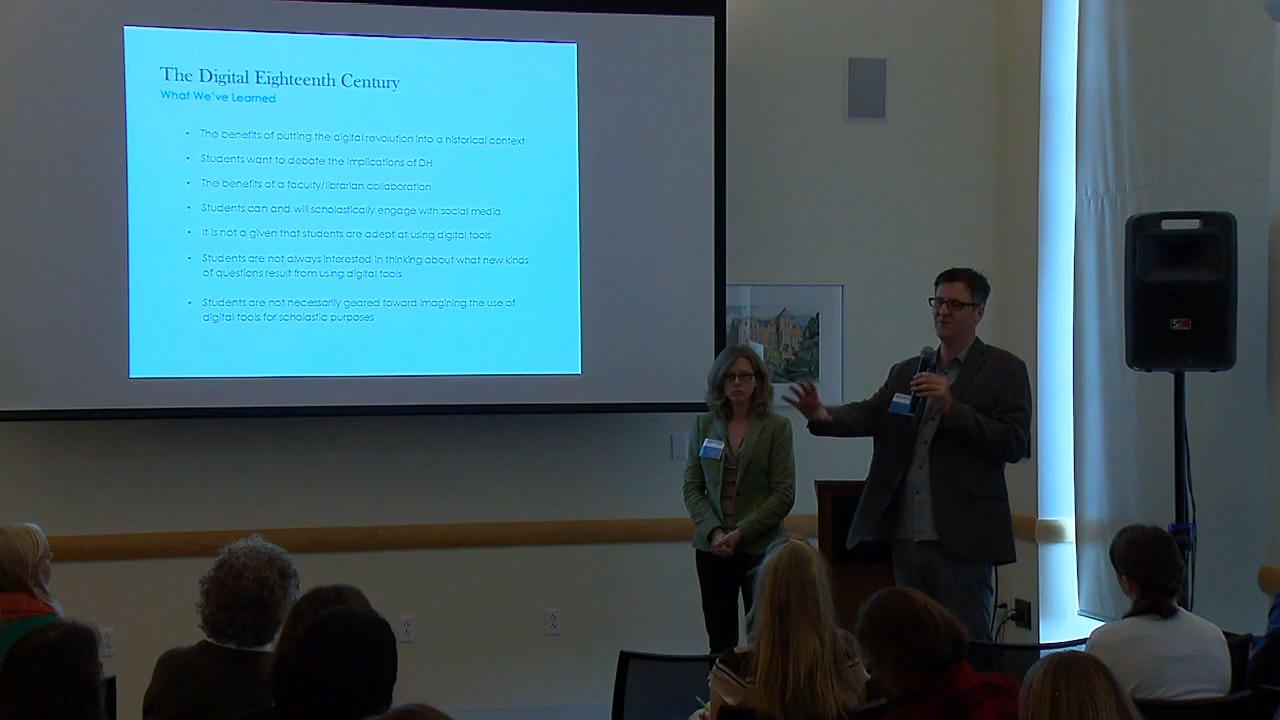 The Digital Eighteenth Century
What We've Learned
• The benefits of putting the digital revolution into a historical context
• Students want to debate the implications of DH
• The benefits of a faculty/librarian collaboration
• Students can and will scholastically engage with social media
• It is not a given that students are adept at using digital tools
• Students are not always interested in thinking about what new kinds
of questions result from using digital tools
• Students are not necessarily geared toward imagining the use of
digital tools for scholastic purposes